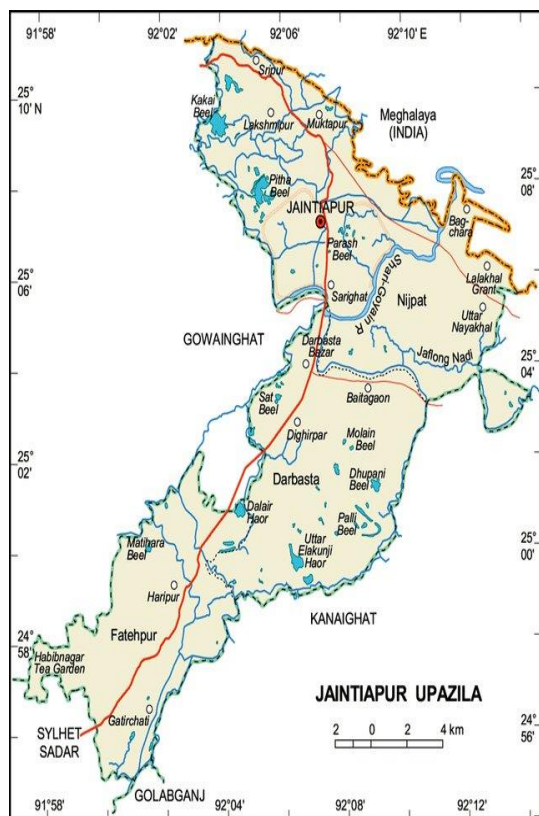 91°58'
92°02'
92°06'
92°10' E
25°
10' N
Sripur
Kakai
Beel
Lakshmipur
Muktapur
Meghalaya
(INDIA)
25°
08'
Pitha
Beel
JAINTIAPUR
Bag-
chara
Parash
Beel
Shari-Goyain R.
25°
06'
Sarighat
Nijpat
Lalakhal
Grant
Uttar
Nayakhal
GOWAINGHAT
Darbasta
Bazar
Jaflong Nadi
25°
04'
Sat
Beel
Baitagaon
Dighirpar
Molain
Beel
25°
02'
Darbasta
Dhupani
Beel
Dalair
Haor
Palli
Beel
Uttar
Elakunji
Haor
25°
00'
Matihara
Beel
Haripur
KANAIGHAT
Fatehpur
24°
58'
Habibnagar
Tea Garden
JAINTIAPUR UPAZILA
Gatirchati
2 0 2 4 km
24°
56'
SYLHET
SADAR
GOLABGANJ
91°58'
92°04'
92°08'
92°12'